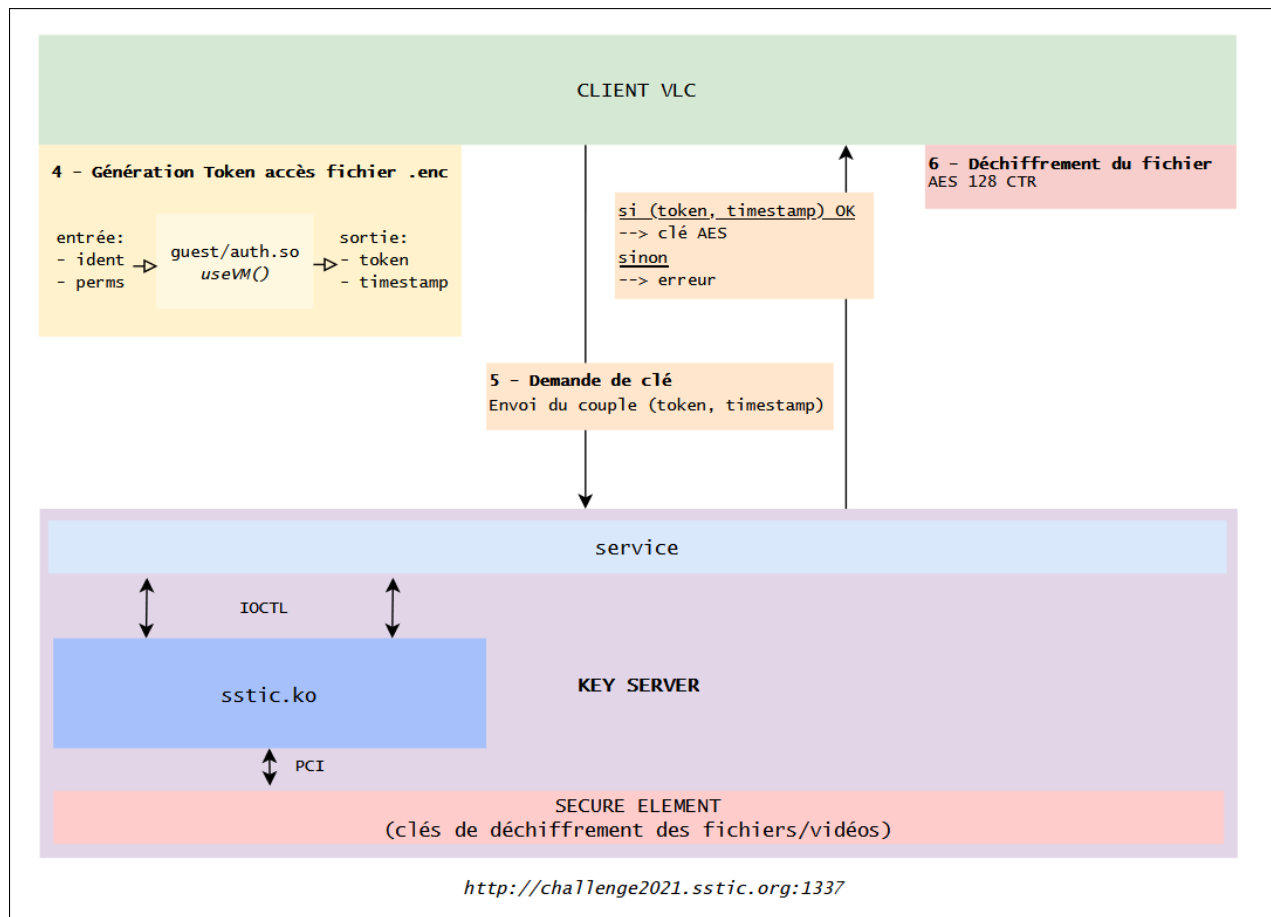 CLIENT VLC
4 - Génération Token accès fichier .enc
entrée:
- ident
- perms
guest/auth.so
useVM()
sortie:
- token
- timestamp
si (token, timestamp) OK
--> clé AES
sinon
--> erreur
6 - Déchiffrement du fichier
AES 128 CTR
5 - Demande de clé
Envoi du couple (token, timestamp)
service
IOCTL
sstic.ko
KEY SERVER
PCI
SECURE ELEMENT
(clés de déchiffrement des fichiers/vidéos)
http://challenge2021.sstic.org:1337